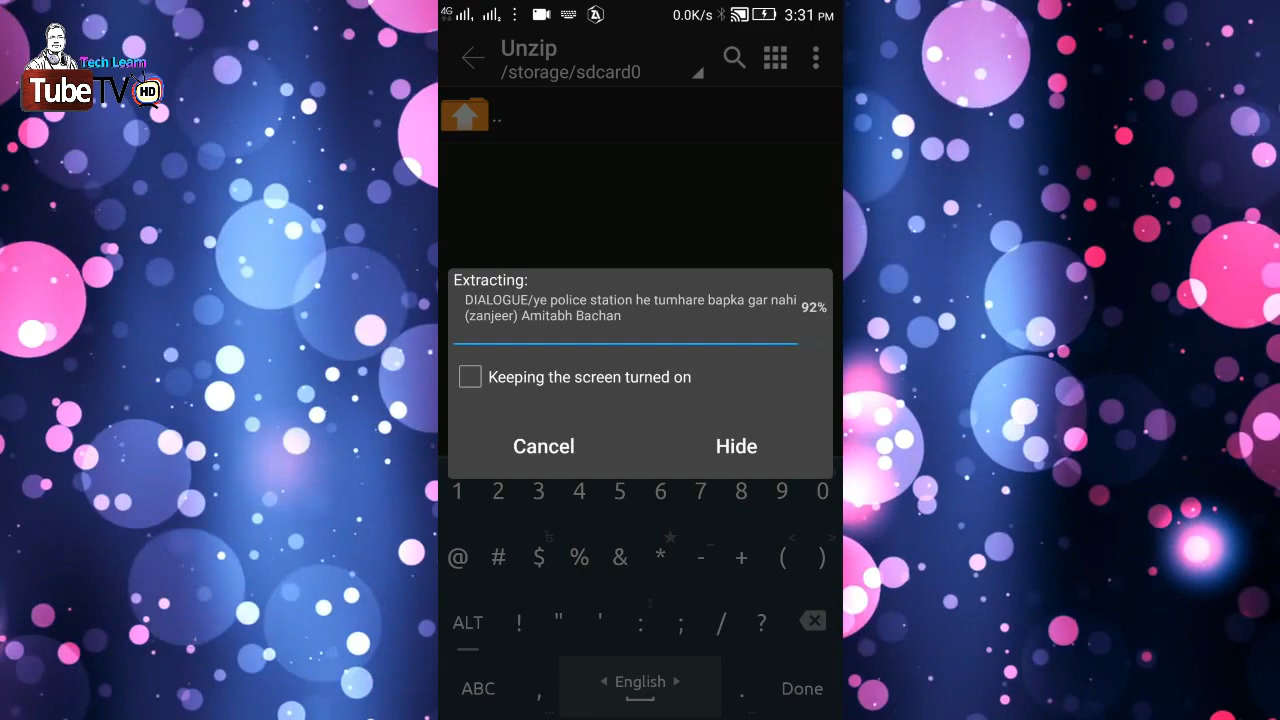 Tech Learn
TubeTV HD
4G
0.0K/s
3:31 PM
Unzip
/storage/sdcard0
..
Extracting:
DIALOGUE/ye police station he tumhare bapka gar nahi
(zanjeer) Amitabh Bachan
92%
Keeping the screen turned on
Cancel Hide
1 2 3 4 5 6 7 8 9 0
@ # $ % & * - + ( )
ALT ! " ' : ; / ?
ABC , English . Done